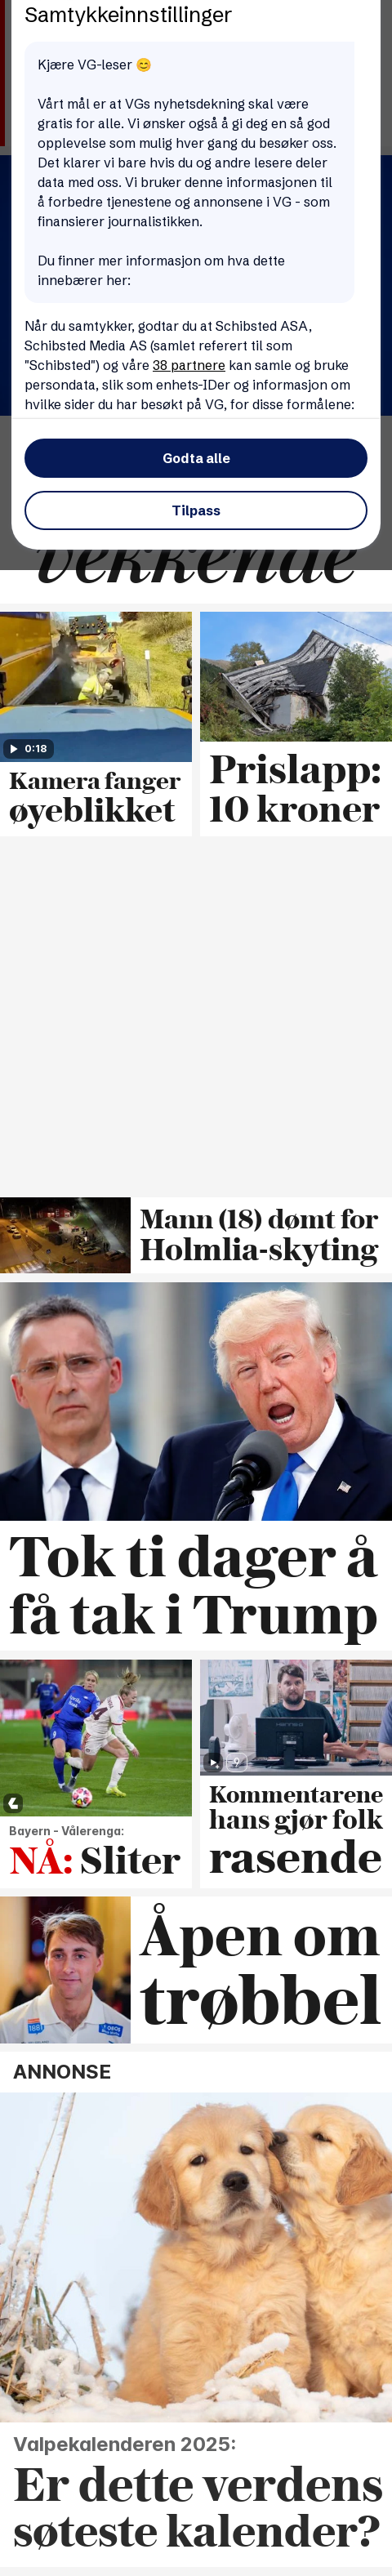 Samtykkeinnstillinger
Kjære VG-leser 😊
Vårt mål er at VGs nyhetsdekning skal være
gratis for alle. Vi ønsker også å gi deg en så god
opplevelse som mulig hver gang du besøker oss.
Det klarer vi bare hvis du og andre lesere deler
data med oss. Vi bruker denne informasjonen til
å forbedre tjenestene og annonsene i VG - som
finansierer journalistikken.
Du finner mer informasjon om hva dette
innebærer her:
Når du samtykker, godtar du at Schibsted ASA,
Schibsted Media AS (samlet referert til som
"Schibsted") og våre 38 partnere kan samle og bruke
persondata, slik som enhets-IDer og informasjon om
hvilke sider du har besøkt på VG, for disse formålene:
Godta alle
Tilpass
vekkende
0:18
Kamera fanger
øyeblikket
Prislapp:
10 kroner
Mann (18) dømt for
Holmlia-skyting
Tok ti dager å
få tak i Trump
Bayern - Vålerenga:
NÅ: Sliter
Kommentarene
hans gjør folk
rasende
Åpen om
trøbbel
ANNONSE
Valpekalenderen 2025:
Er dette verdens
søteste kalender?